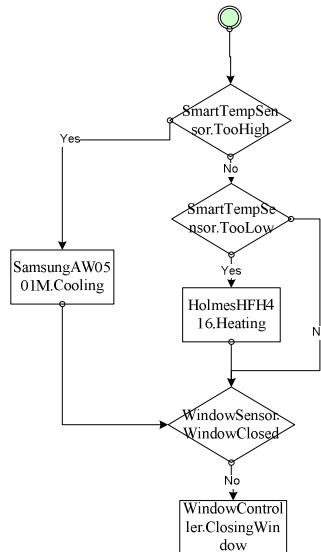 SmartTempSen
sor.TooHigh
Yes
No
SmartTempSe
nsor.TooLow
Yes
SamsungAW05
01M.Cooling
HolmesHFH4
16.Heating
N
WindowSensor.
WindowClosed
No
WindowControl
ler.ClosingWin
dow